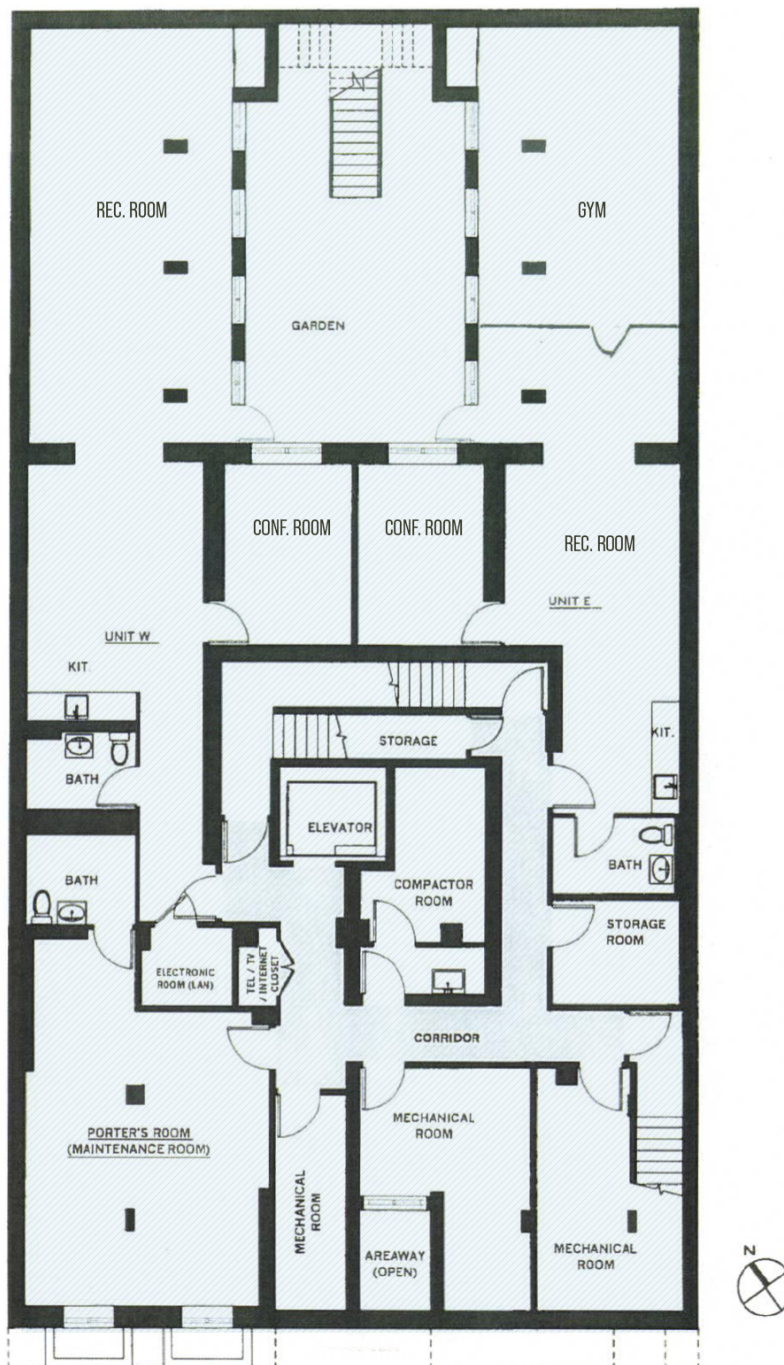 REC. ROOM
GYM
GARDEN
CONF. ROOM
CONF. ROOM
REC. ROOM
UNIT E
UNIT W
KIT.
KIT.
STORAGE
BATH
ELEVATOR
BATH
BATH
COMPACTOR
ROOM
STORAGE
ROOM
ELECTRONIC
ROOM (LAN)
TEL / TV
/ INTERNET
CLOSET
CORRIDOR
PORTER'S ROOM
(MAINTENANCE ROOM)
MECHANICAL
ROOM
MECHANICAL
ROOM
AREAWAY
(OPEN)
MECHANICAL
ROOM
N